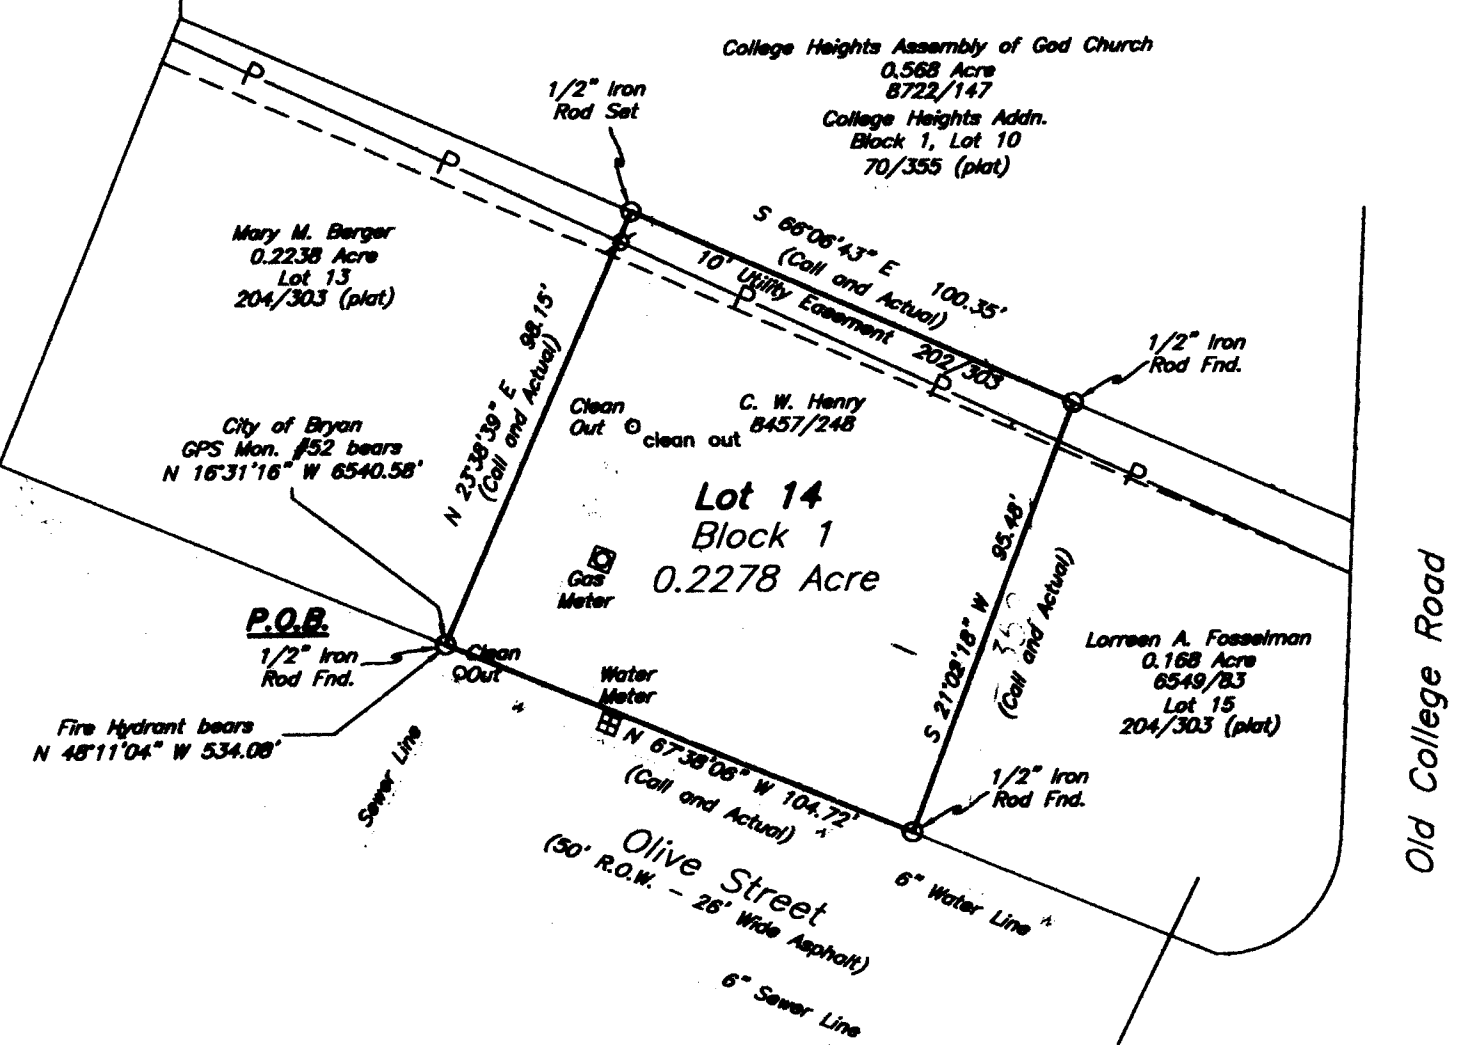 College Heights Assembly of God Church
0.568 Acre
8722/147
College Heights Addn.
Block 1, Lot 10
70/355 (plat)
1/2" Iron
Rod Set
P
P
Mary M. Berger
0.2238 Acre
Lot 13
204/303 (plat)
S 66°06'43" E 100.35'
(Call and Actual)
10' Utility Easement 202/303
P
P
P
1/2" Iron
Rod Fnd.
N 23°38'39" E 98.15'
(Call and Actual)
Clean
Out
clean out
C. W. Henry
8457/248
City of Bryan
GPS Mon. #52 bears
N 16°31'16" W 6540.58'
Lot 14
Block 1
0.2278 Acre
Gas
Meter
S 21°02'18" W 95.48'
(Call and Actual)
P.O.B.
1/2" Iron
Rod Fnd.
Clean
Out
Water
Meter
Lorreen A. Fosselman
0.168 Acre
6549/83
Lot 15
204/303 (plat)
Old College Road
Fire Hydrant bears
N 48°11'04" W 534.08'
Sewer Line
N 67°38'06" W 104.72'
(Call and Actual)
1/2" Iron
Rod Fnd.
Olive Street
(50' R.O.W. – 26' Wide Asphalt)
6" Water Line
6" Sewer Line